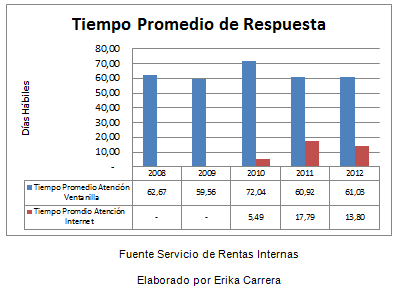 Tiempo Promedio de Respuesta
Días Hábiles
80,00
70,00
60,00
50,00
40,00
30,00
20,00
10,00
-
2008 2009 2010 2011 2012
Tiempo Promedio Atención Ventanilla 62,67 59,56 72,04 60,92 61,03
Tiempo Promdio Atención Internet - - 5,49 17,79 13,80
Fuente Servicio de Rentas Internas
Elaborado por Erika Carrera